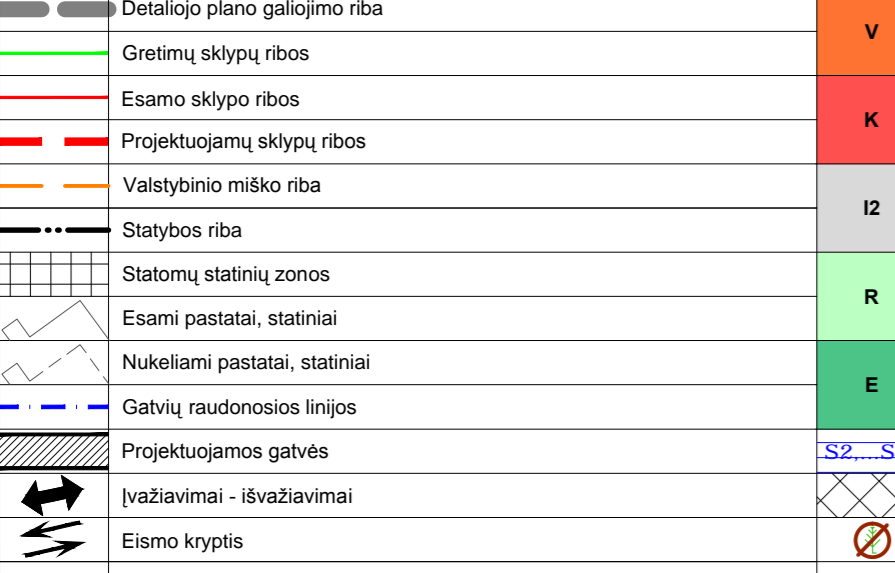 Detaliojo plano galiojimo riba
V
Gretimų sklypų ribos
Esamo sklypo ribos
K
Projektuojamų sklypų ribos
Valstybinio miško riba
I2
Statybos riba
Statomų statinių zonos
R
Esami pastatai, statiniai
Nukeliami pastatai, statiniai
E
Gatvių raudonosios linijos
Projektuojamos gatvės
S2,...S
Įvažiavimai - išvažiavimai
Eismo kryptis